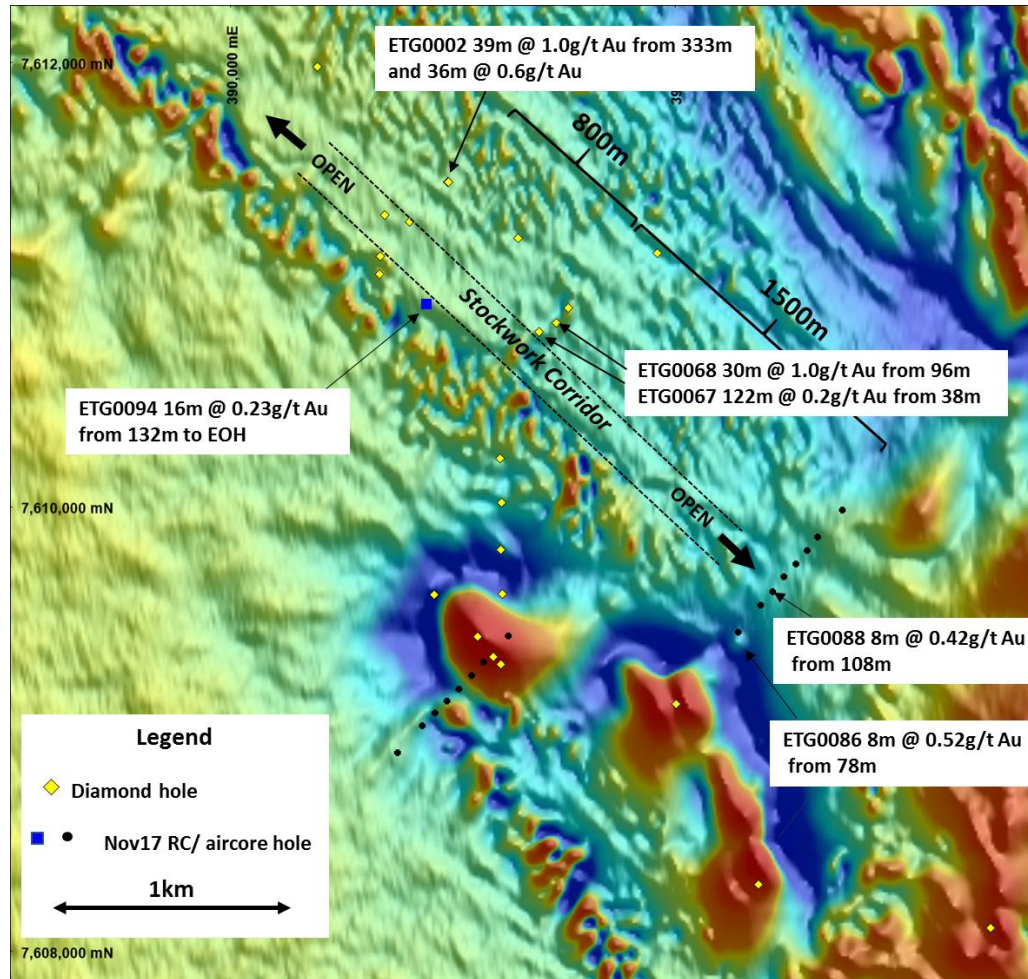 ETG0002 39m @ 1.0g/t Au from 333m
and 36m @ 0.6g/t Au
7,612,000 mN
390,000 mE
39
800m
OPEN
1500m
Stockwork Corridor
ETG0068 30m @ 1.0g/t Au from 96m
ETG0067 122m @ 0.2g/t Au from 38m
ETG0094 16m @ 0.23g/t Au
from 132m to EOH
7,610,000 mN
OPEN
ETG0088 8m @ 0.42g/t Au
from 108m
ETG0086 8m @ 0.52g/t Au
from 78m
Legend
Diamond hole
Nov17 RC/ aircore hole
1km
7,608,000 mN